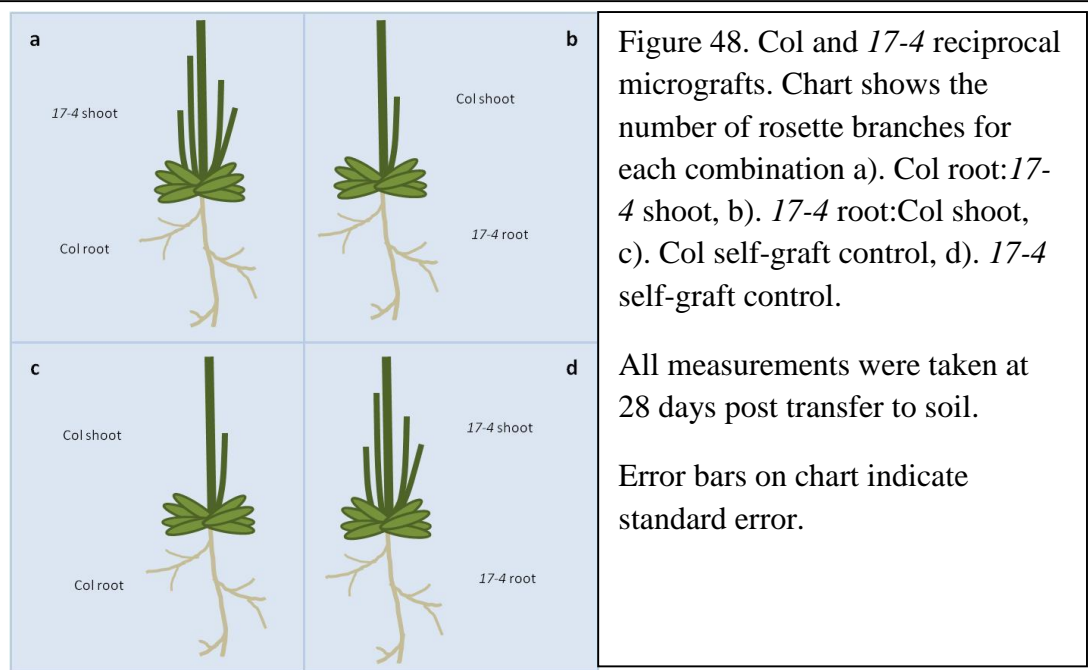 a
17-4 shoot
Col root
b
Col shoot
17-4 root
c
Col shoot
Col root
d
17-4 shoot
17-4 root
Figure 48. Col and 17-4 reciprocal
micrografts. Chart shows the
number of rosette branches for
each combination a). Col root:17-
4 shoot, b). 17-4 root:Col shoot,
c). Col self-graft control, d). 17-4
self-graft control.
All measurements were taken at
28 days post transfer to soil.
Error bars on chart indicate
standard error.